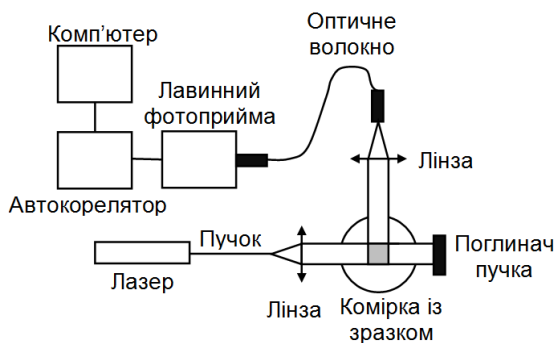 Комп’ютер
Оптичне
волокно
Лавинний
фотоприйма
Лінза
Автокорелятор
Пучок
Поглинач
пучка
Лазер
Лінза
Комірка із
зразком